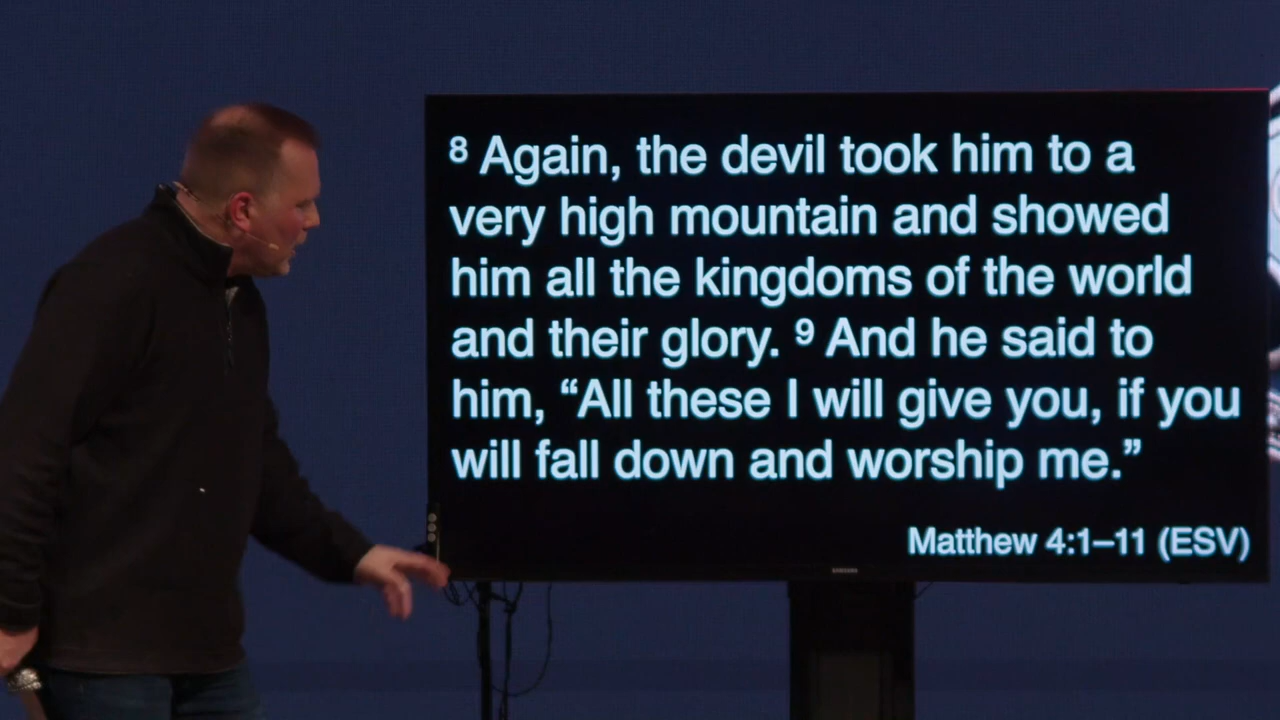 ⁸ Again, the devil took him to a
very high mountain and showed
him all the kingdoms of the world
and their glory. ⁹ And he said to
him, “All these I will give you, if you
will fall down and worship me.”
Matthew 4:1–11 (ESV)
SAMSUNG